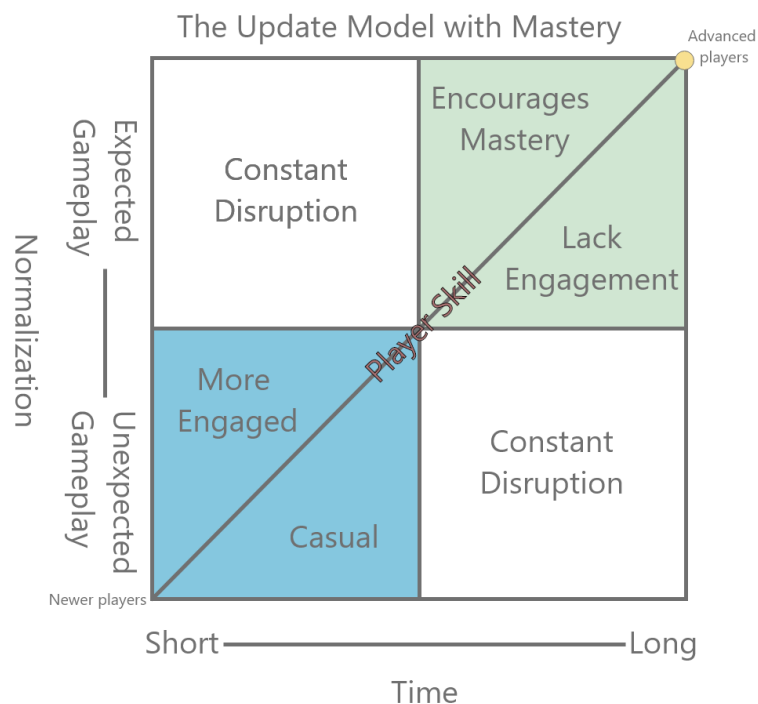 The Update Model with Mastery
Advanced
players
Encourages
Mastery
Constant
Disruption
Expected
Gameplay
Lack
Engagement
Normalization
Player Skill
More
Engaged
Constant
Disruption
Unexpected
Gameplay
Casual
Newer players
Short
Long
Time